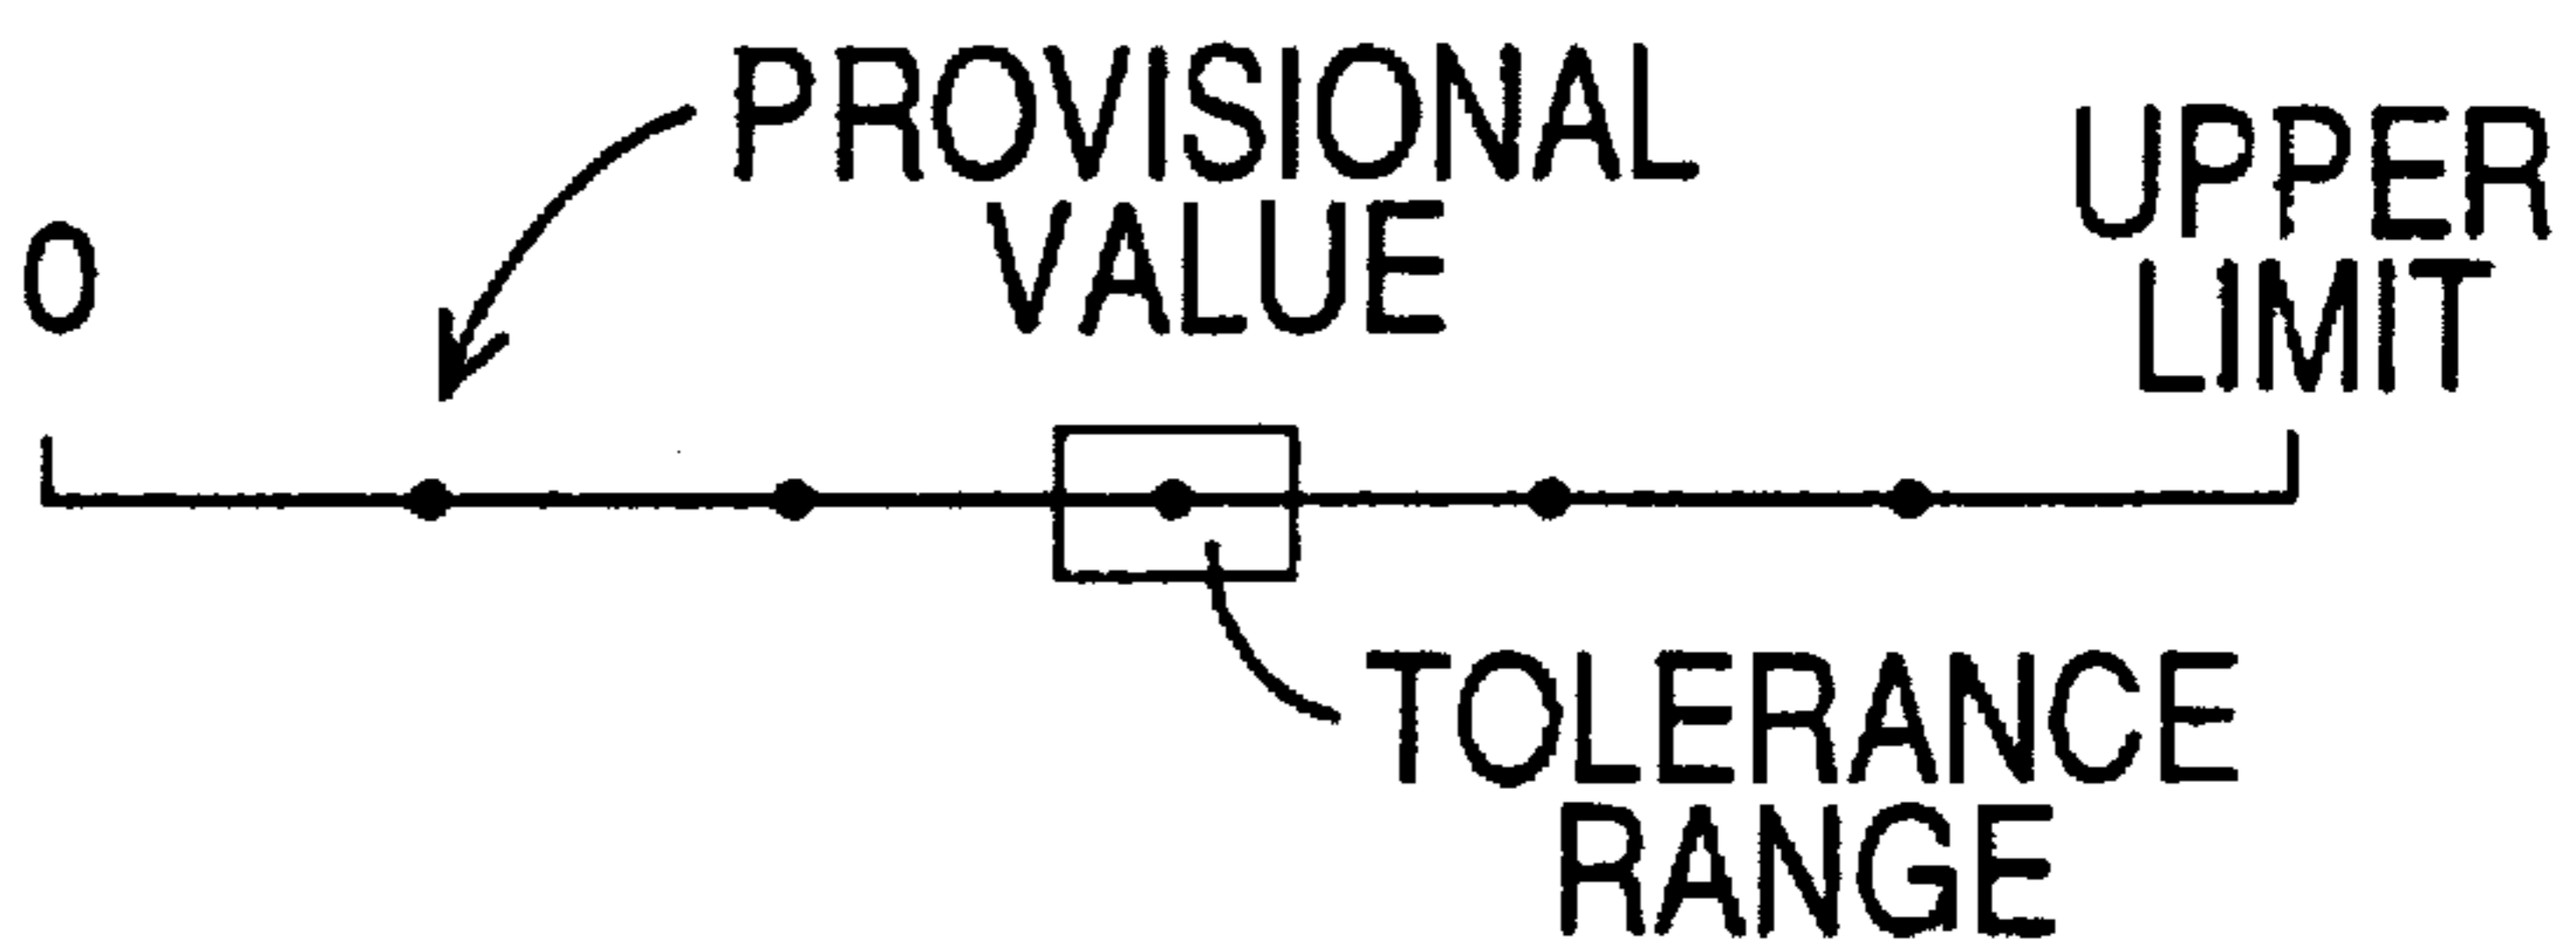 0
PROVISIONAL
VALUE
UPPER
LIMIT
TOLERANCE
RANGE